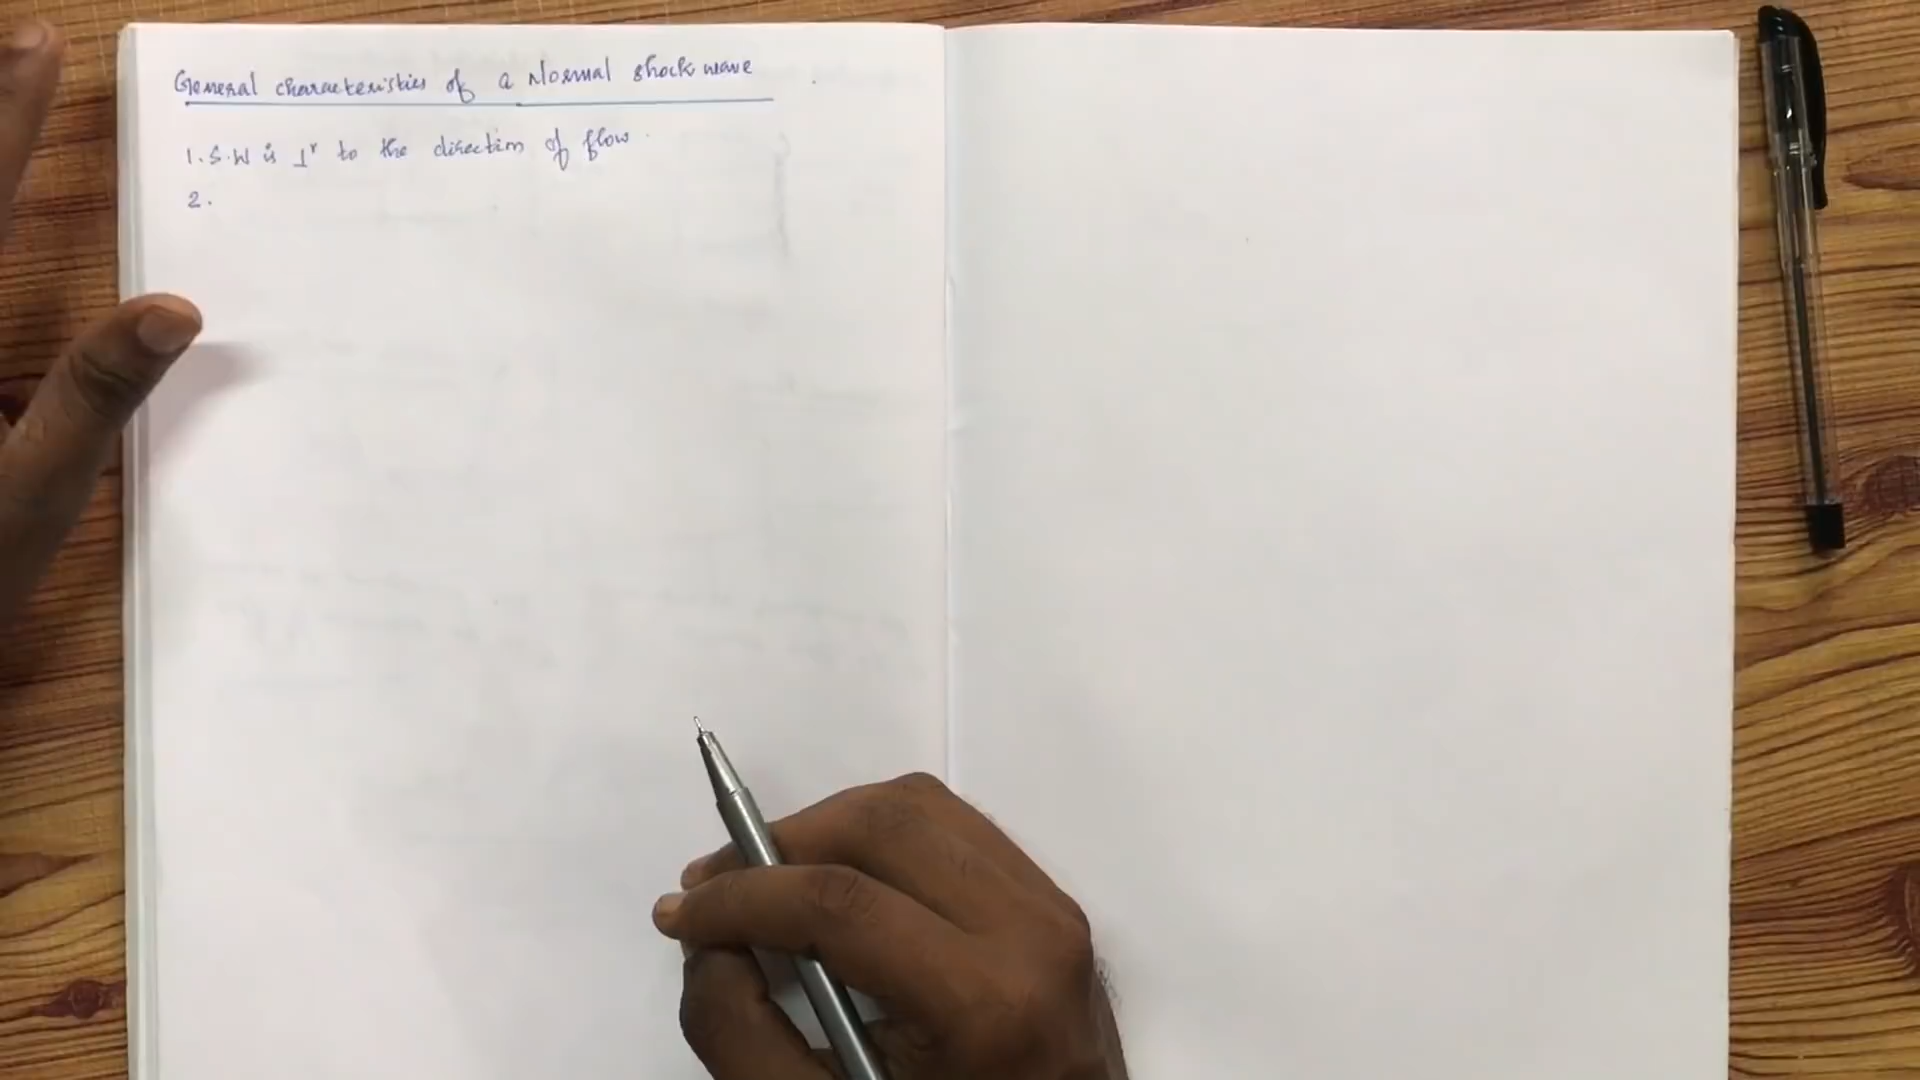 General characteristics of a Normal shock wave
1. S.W is ⊥r to the direction of flow.
2.